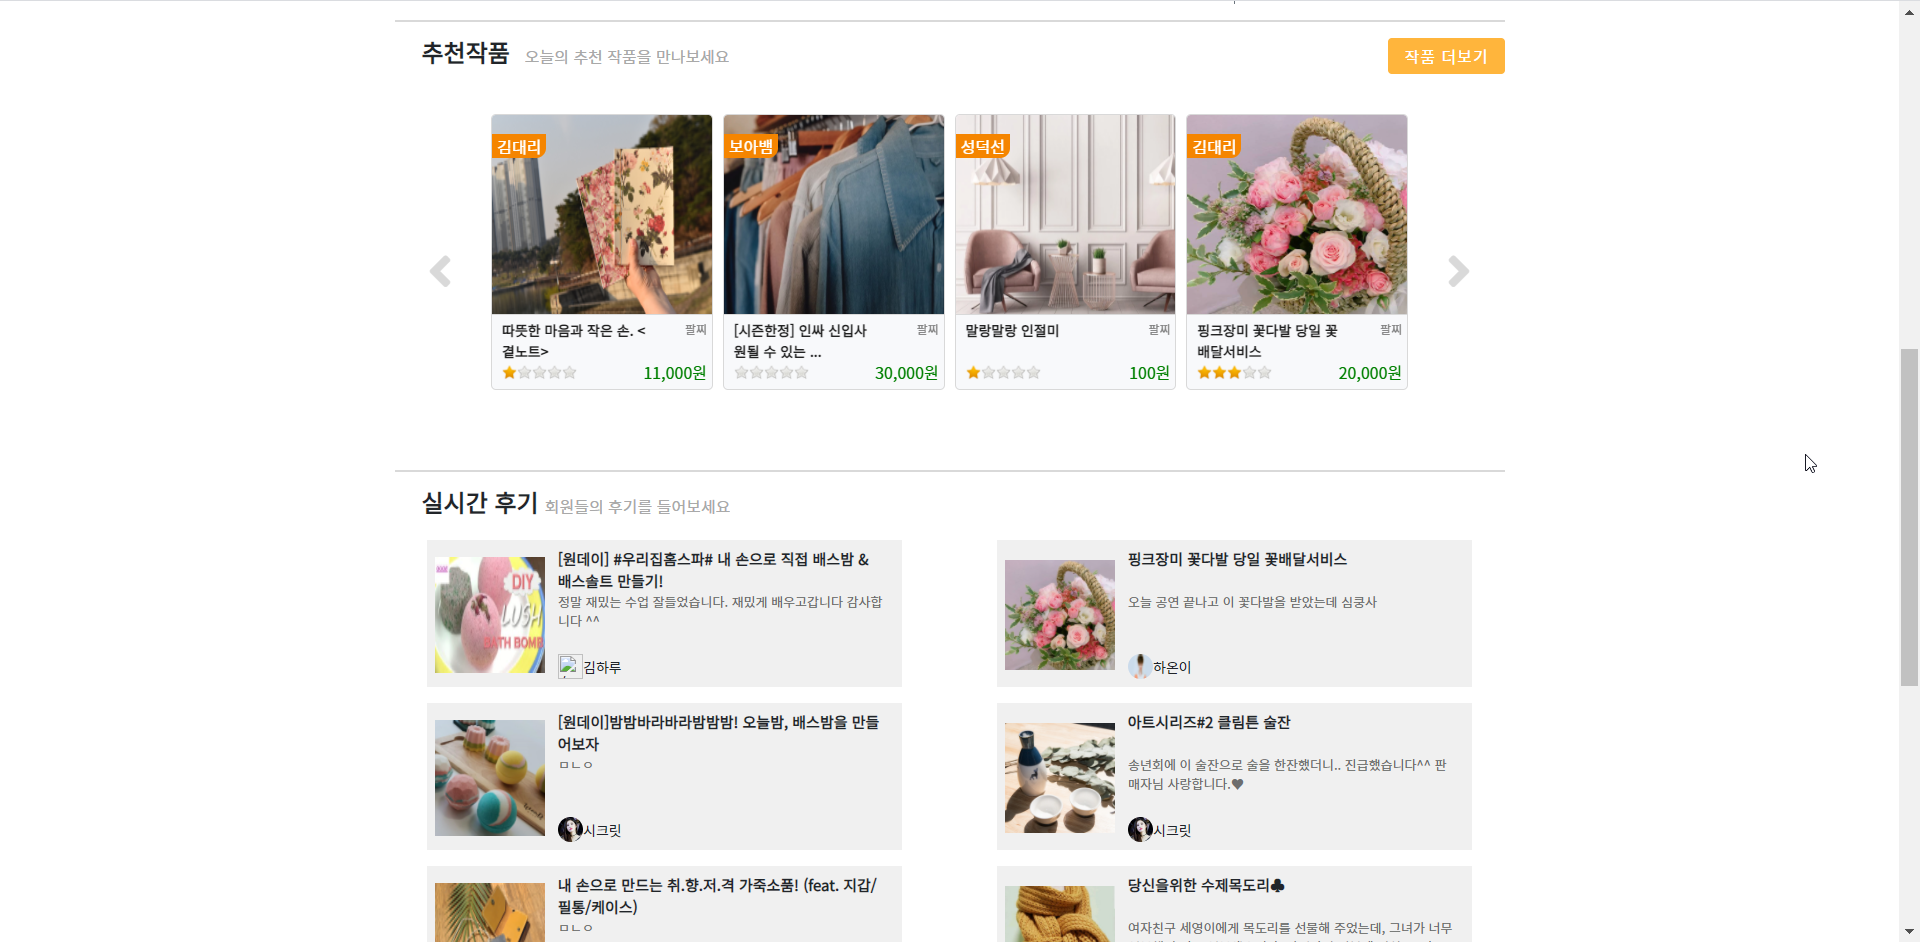 추천작품 오늘의 추천 작품을 만나보세요
작품 더보기
김대리
보아뱀
성덕선
김대리
따뜻한 마음과 작은 손. <
결노트>
팔찌
11,000원
[시즌한정] 인싸 신입사
원될 수 있는 ...
팔찌
30,000원
말랑말랑 인절미
팔찌
100원
핑크장미 꽃다발 당일 꽃
배달서비스
팔찌
20,000원
실시간 후기 회원들의 후기를 들어보세요
DIY
LUSH
BATH BOMB
[원데이] #우리집홈스파# 내 손으로 직접 배스밤 &
배스솔트 만들기!
정말 재밌는 수업 잘들었습니다. 재밌게 배우고갑니다 감사합
니다 ^^
김하루
핑크장미 꽃다발 당일 꽃배달서비스
오늘 공연 끝나고 이 꽃다발을 받았는데 심쿵사
하온이
[원데이]밤밤바라바라밤밤밤! 오늘밤, 배스밤을 만들
어보자
ㅁㄴㅇ
시크릿
아트시리즈#2 클림튼 술잔
송년회에 이 술잔으로 술을 한잔했더니.. 진급했습니다^^ 판
매자님 사랑합니다.♥
시크릿
내 손으로 만드는 취.향.저.격 가죽소품! (feat. 지갑/
필통/케이스)
ㅁㄴㅇ
당신을위한 수제목도리♣
여자친구 세영이에게 목도리를 선물해 주었는데, 그녀가 너무